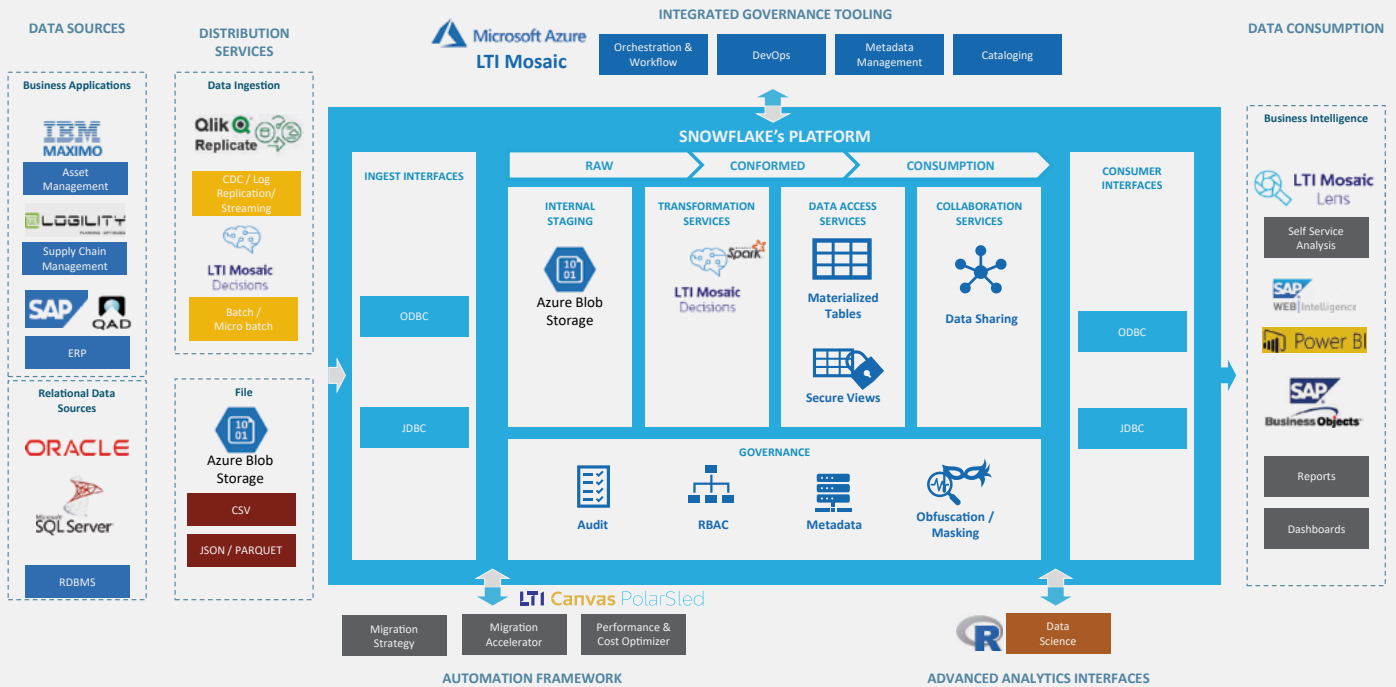 DATA SOURCES
Business Applications
IBM
MAXIMO
Asset
Management
LOGILITY
PLANNING OPTIMIZED
Supply Chain
Management
SAP
QAD
ERP
Relational Data
Sources
ORACLE
Microsoft
SQL Server
RDBMS
DISTRIBUTION
SERVICES
Data Ingestion
Qlik
Replicate
CDC / Log
Replication/
Streaming
LTI Mosaic
Decisions
Batch /
Micro batch
File
10
01
Azure Blob
Storage
CSV
JSON / PARQUET
INTEGRATED GOVERNANCE TOOLING
Microsoft Azure
LTI Mosaic
Orchestration &
Workflow
DevOps
Metadata
Management
Cataloging
SNOWFLAKE's PLATFORM
INGEST INTERFACES
ODBC
JDBC
RAW
CONFORMED
CONSUMPTION
INTERNAL
STAGING
10
01
Azure Blob
Storage
TRANSFORMATION
SERVICES
Spark
LTI Mosaic
Decisions
DATA ACCESS
SERVICES
Materialized
Tables
Secure Views
COLLABORATION
SERVICES
Data Sharing
GOVERNANCE
Audit
RBAC
Metadata
Obfuscation /
Masking
CONSUMER
INTERFACES
ODBC
JDBC
LTI Canvas PolarSled
Migration
Strategy
Migration
Accelerator
Performance &
Cost Optimizer
AUTOMATION FRAMEWORK
R
Data
Science
ADVANCED ANALYTICS INTERFACES
DATA CONSUMPTION
Business Intelligence
LTI Mosaic
Lens
Self Service
Analysis
SAP
WEB Intelligence
Power BI
SAP
Business Objects
Reports
Dashboards